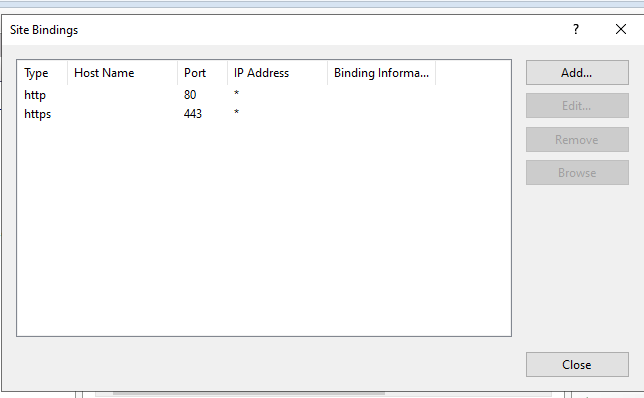 Site Bindings ?
Type Host Name Port IP Address Binding Informa... Add...
http 80 *
Edit...
https 443 *
Remove
Browse
Close